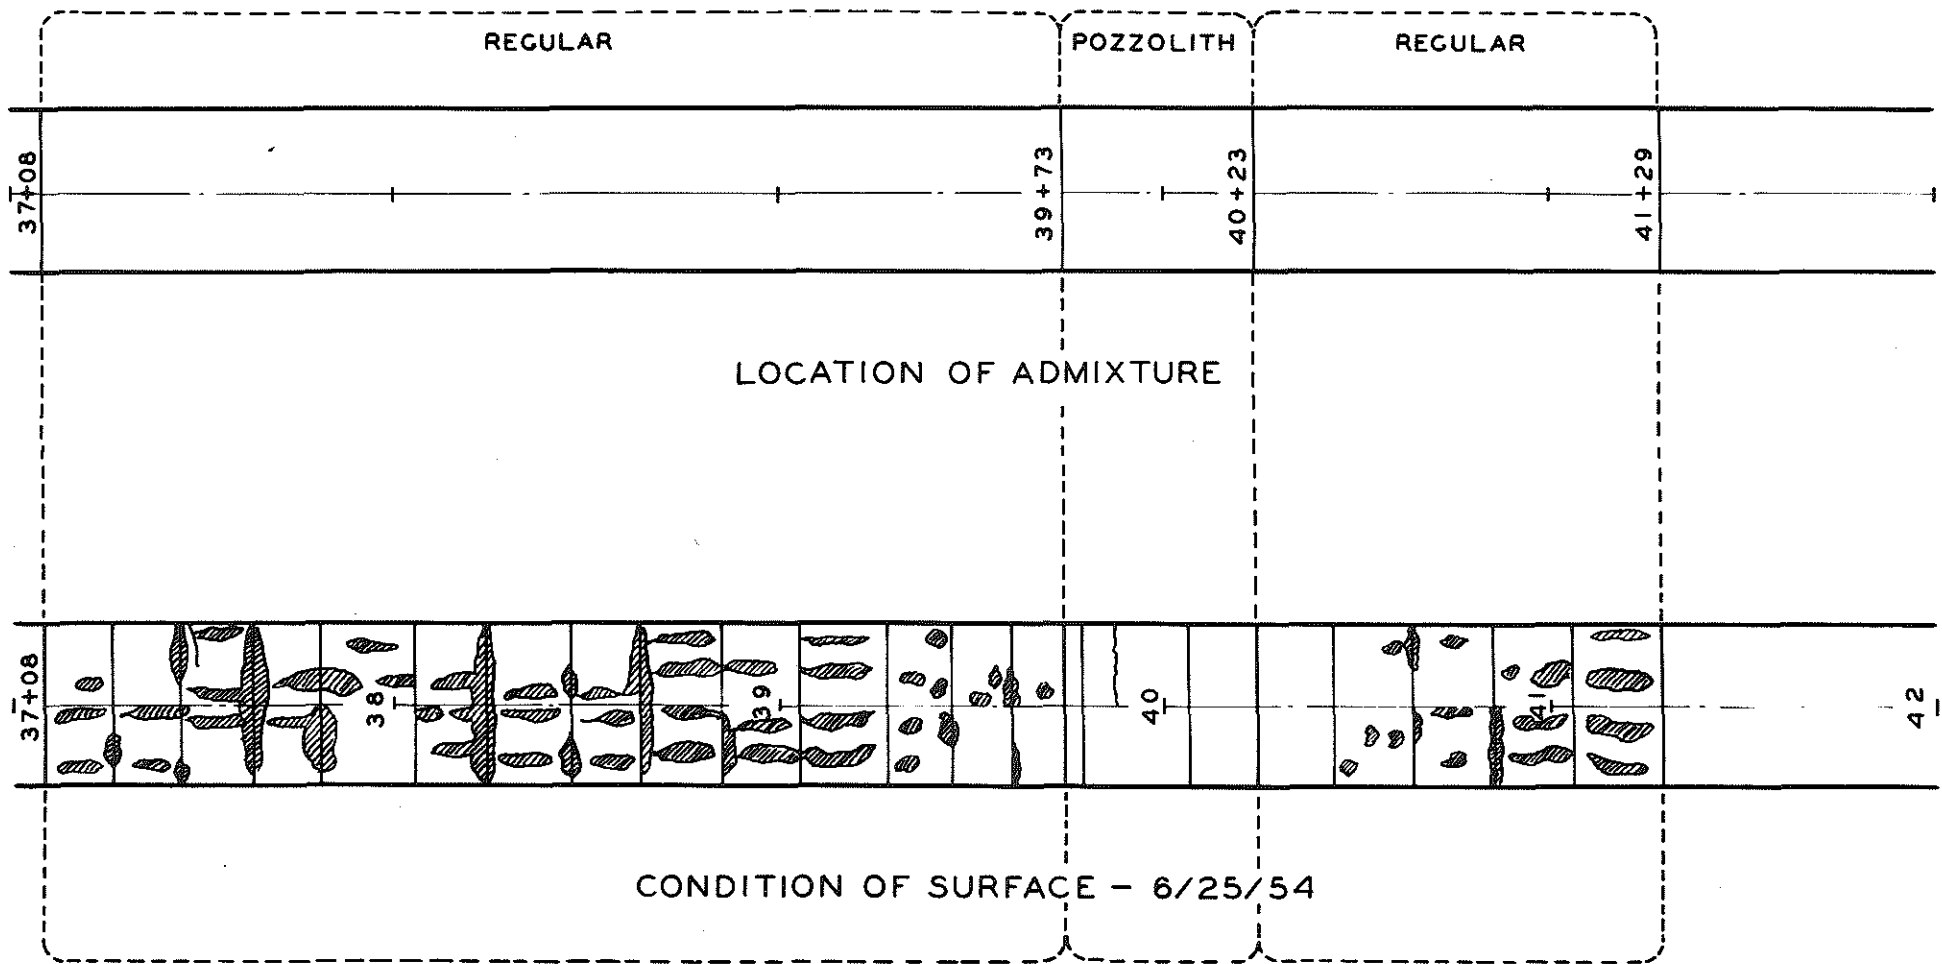 REGULAR
POZZOLITH
REGULAR
37+08
39+73
40+23
41+29
LOCATION OF ADMIXTURE
37+08
38
39
40
41
42
CONDITION OF SURFACE – 6/25/54